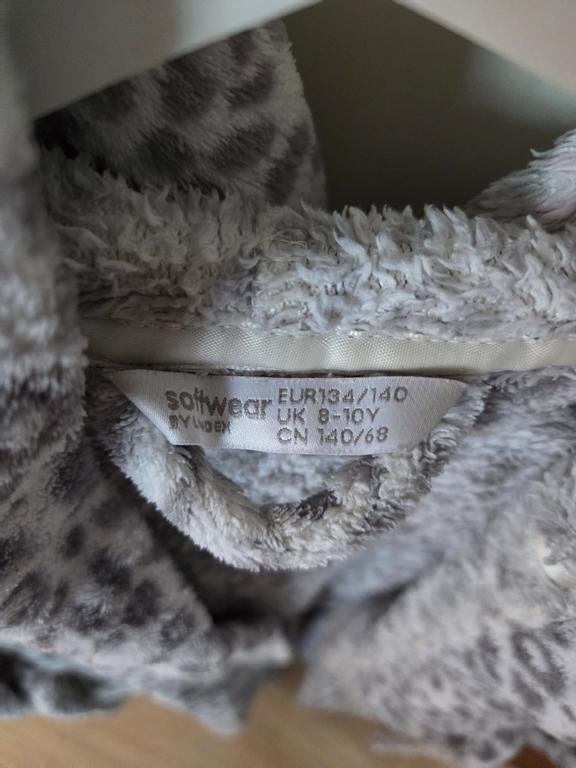 softwear
BY LINDEX
EUR134/140
UK 8-10Y
CN 140/68